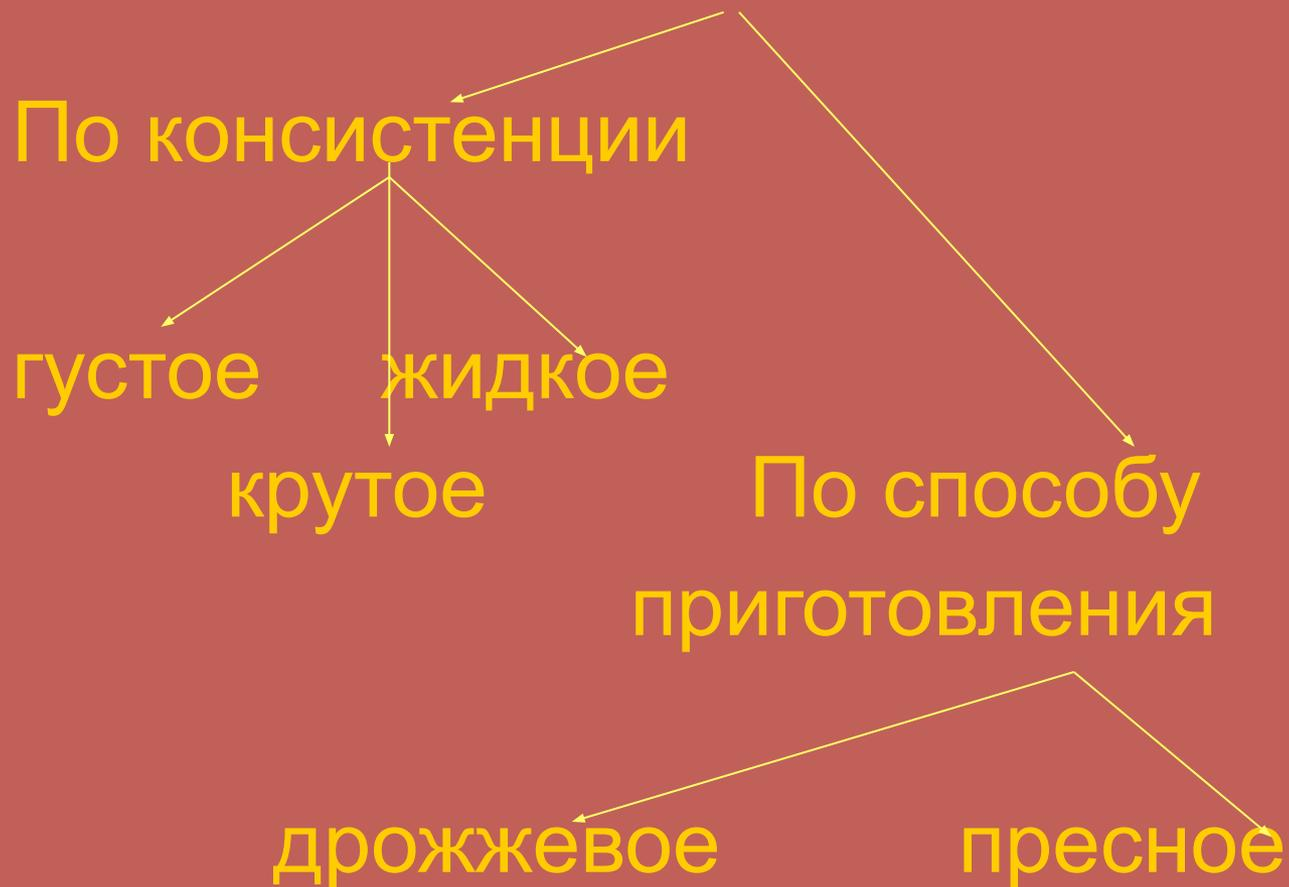 По консистенции
густое жидкое
крутое По способу
приготовления
дрожжевое пресное